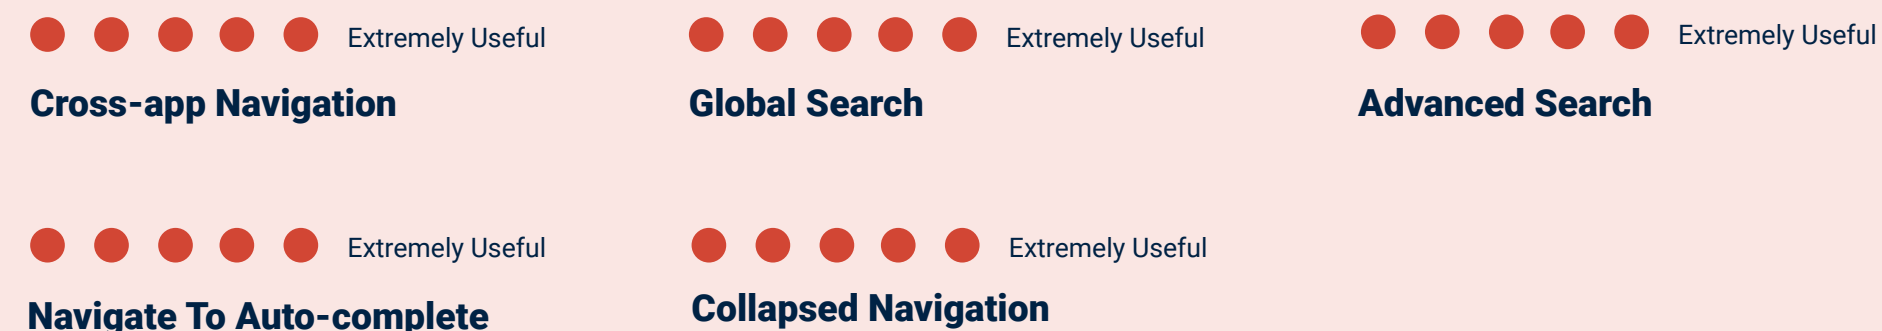 Extremely Useful
Cross-app Navigation
Extremely Useful
Global Search
Extremely Useful
Advanced Search
Extremely Useful
Navigate To Auto-complete
Extremely Useful
Collapsed Navigation